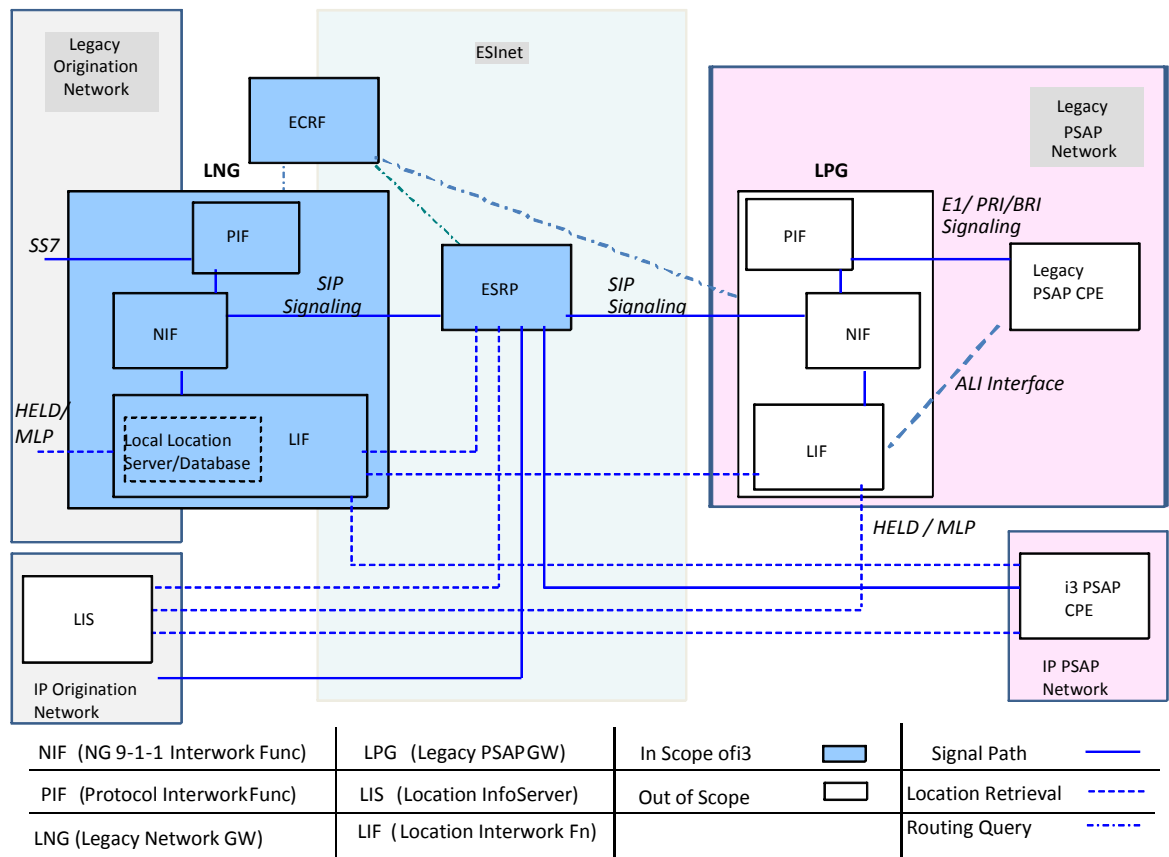 Legacy
Origination
Network
ESInet
ECRF
LNG
PIF
SS7
NIF
SIP
Signaling
ESRP
SIP
Signaling
HELD/
MLP
Local Location
Server/Database
LIF
Legacy
PSAP
Network
LPG
E1/ PRI/BRI
Signaling
PIF
Legacy
PSAP CPE
NIF
ALI Interface
LIF
HELD / MLP
LIS
IP Origination
Network
i3 PSAP
CPE
IP PSAP
Network
NIF (NG 9-1-1 Interwork Func)
LPG (Legacy PSAPGW)
In Scope ofi3
Signal Path
PIF (Protocol InterworkFunc)
LIS (Location InfoServer)
Out of Scope
Location Retrieval
LNG (Legacy Network GW)
LIF ( Location Interwork Fn)
Routing Query